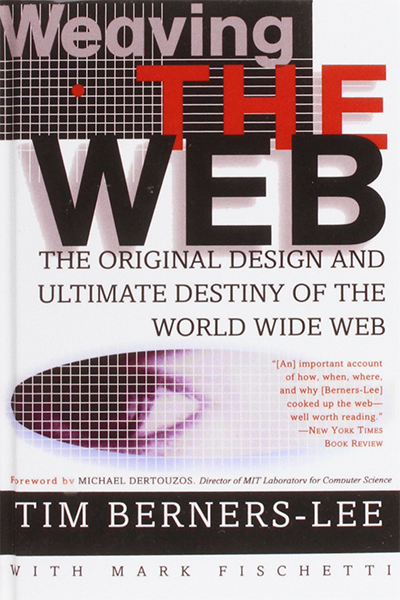 Weaving
THE
WEB
THE ORIGINAL DESIGN AND
ULTIMATE DESTINY OF THE
WORLD WIDE WEB
"[An] important account
of how, when, where,
and why [Berners-Lee]
cooked up the web—
well worth reading."
—NEW YORK TIMES
BOOK REVIEW
Foreword by MICHAEL DERTOUZOS, Director of MIT Laboratory for Computer Science
TIM BERNERS-LEE
WITH MARK FISCHETTI